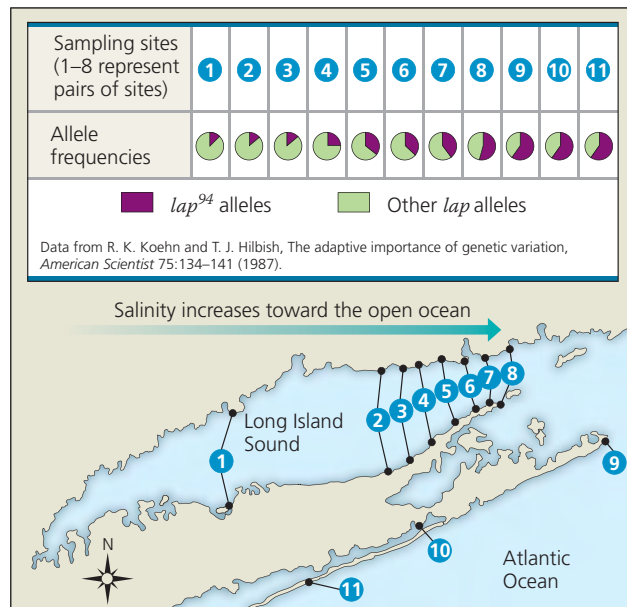 Sampling sites
(1–8 represent
pairs of sites)
1 2 3 4 5 6 7 8 9 10 11
Allele
frequencies
lap94 alleles
Other lap alleles
Data from R. K. Koehn and T. J. Hilbish, The adaptive importance of genetic variation,
American Scientist 75:134–141 (1987).
Salinity increases toward the open ocean
Long Island
Sound
1
2
3
4
5
6
7
8
9
N
10
11
Atlantic
Ocean